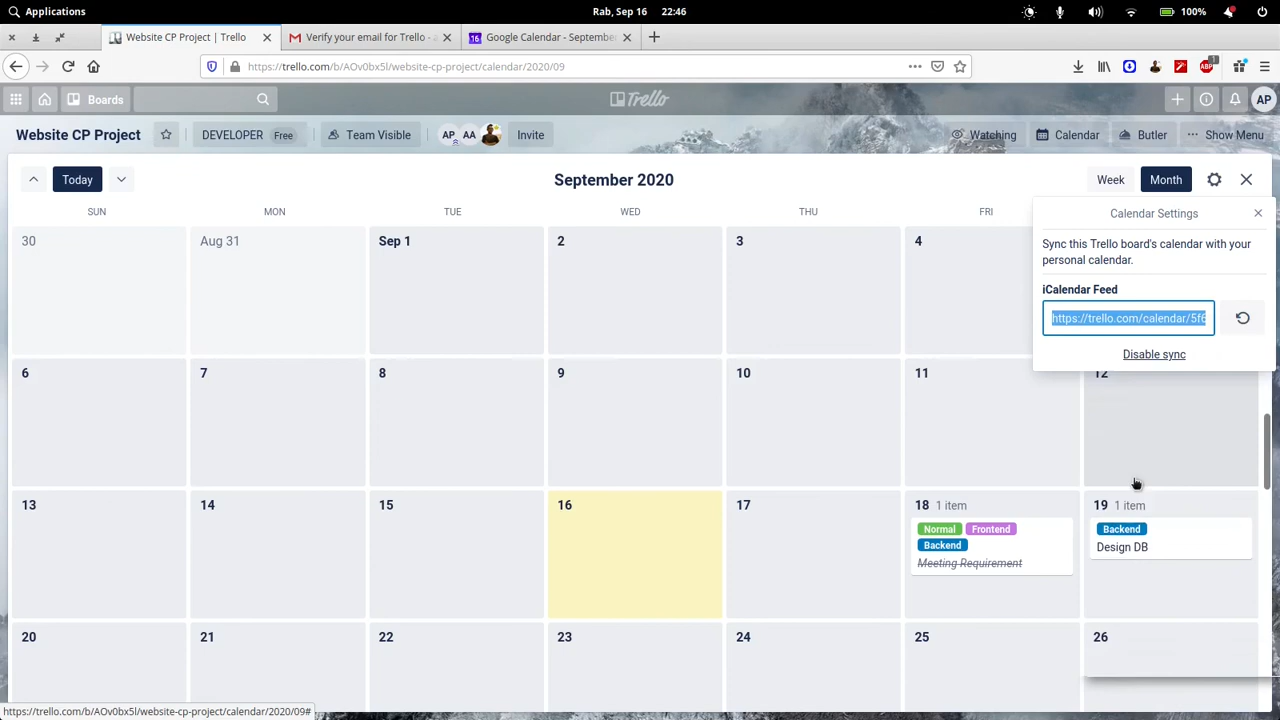 Applications
Rab, Sep 16 22:46
100%
Website CP Project | Trello
Verify your email for Trello - a
16 Google Calendar - Septembe
https://trello.com/b/AOv0bx5l/website-cp-project/calendar/2020/09
ABP 1
Boards
Trello
AP
Website CP Project
DEVELOPER Free
Team Visible
AP AA
Invite
Watching
Calendar
Butler
Show Menu
Today
September 2020
Week
Month
SUN MON TUE WED THU FRI
Calendar Settings
Sync this Trello board's calendar with your
personal calendar.
iCalendar Feed
https://trello.com/calendar/5f6
Disable sync
30 Aug 31 Sep 1 2 3 4
6 7 8 9 10 11 12
13 14 15 16 17 18 1 item 19 1 item
Normal Frontend
Backend
Meeting Requirement
Backend
Design DB
20 21 22 23 24 25 26
https://trello.com/b/AOv0bx5l/website-cp-project/calendar/2020/09#